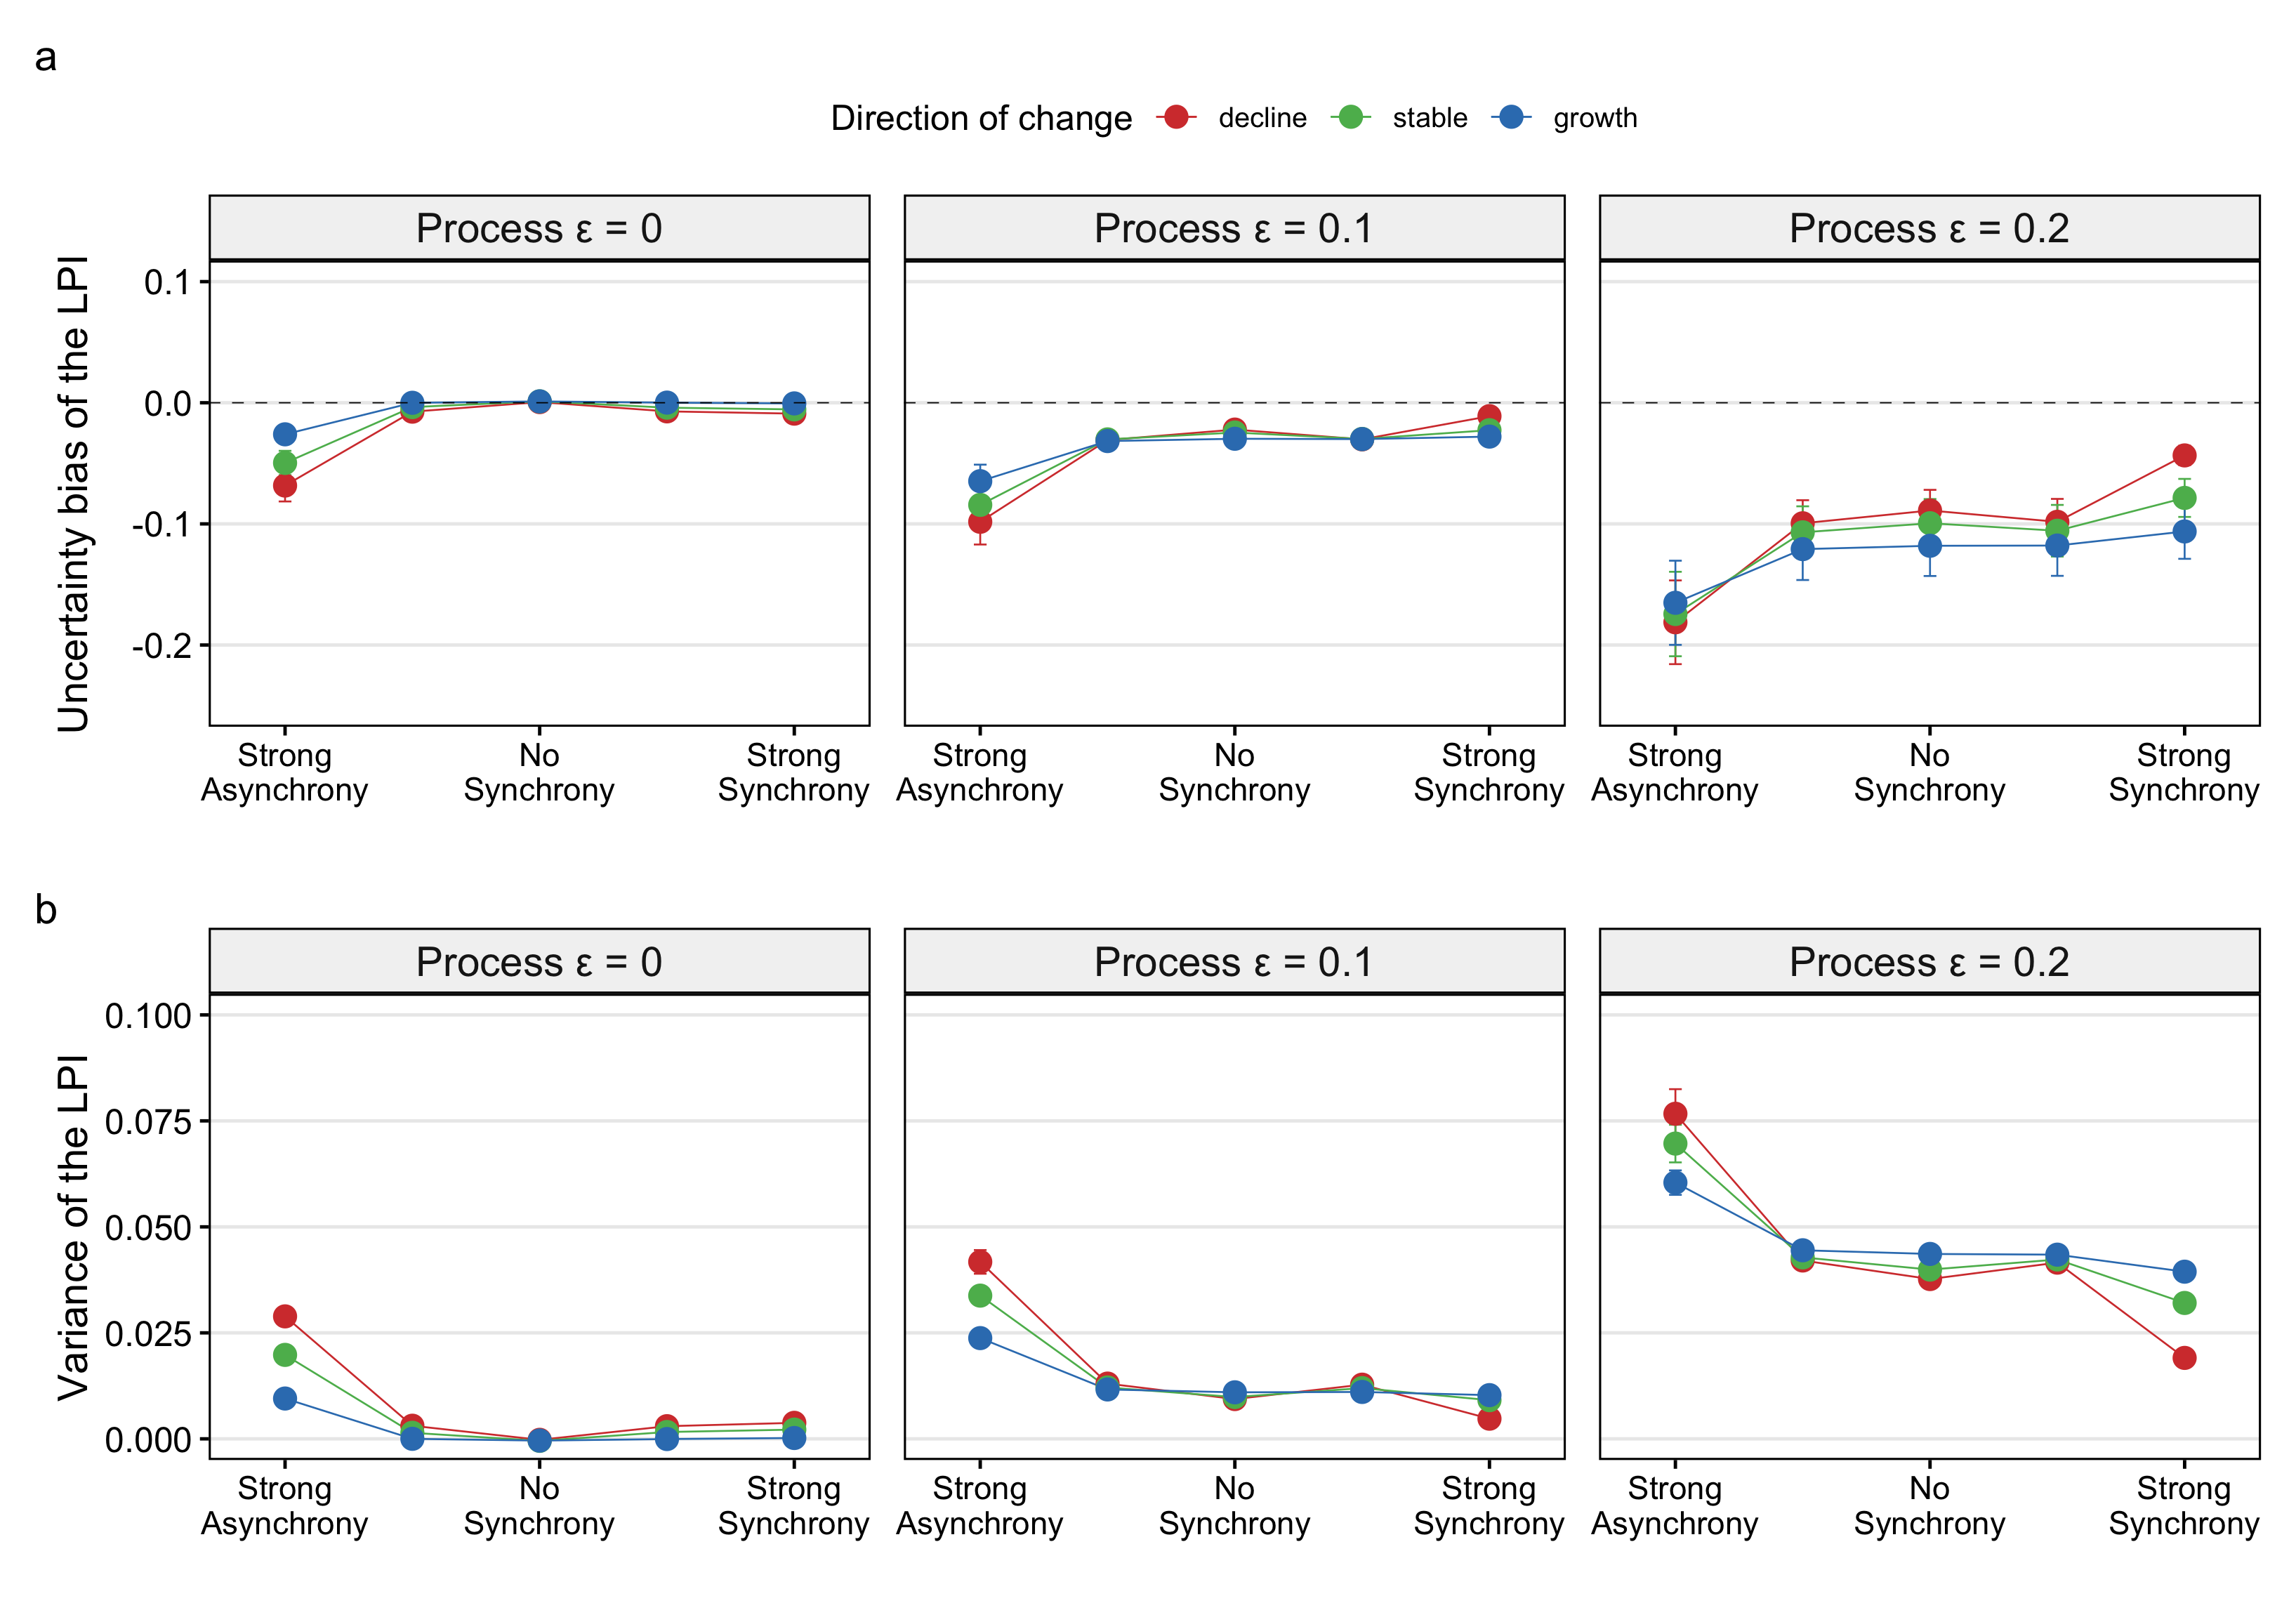 a
Direction of change decline stable growth
Process ε = 0
Process ε = 0.1
Process ε = 0.2
Uncertainty bias of the LPI
0.1
0.0
-0.1
-0.2
Strong
Asynchrony
No
Synchrony
Strong
Synchrony
Strong
Asynchrony
No
Synchrony
Strong
Synchrony
Strong
Asynchrony
No
Synchrony
Strong
Synchrony
b
Process ε = 0
Process ε = 0.1
Process ε = 0.2
Variance of the LPI
0.100
0.075
0.050
0.025
0.000
Strong
Asynchrony
No
Synchrony
Strong
Synchrony
Strong
Asynchrony
No
Synchrony
Strong
Synchrony
Strong
Asynchrony
No
Synchrony
Strong
Synchrony